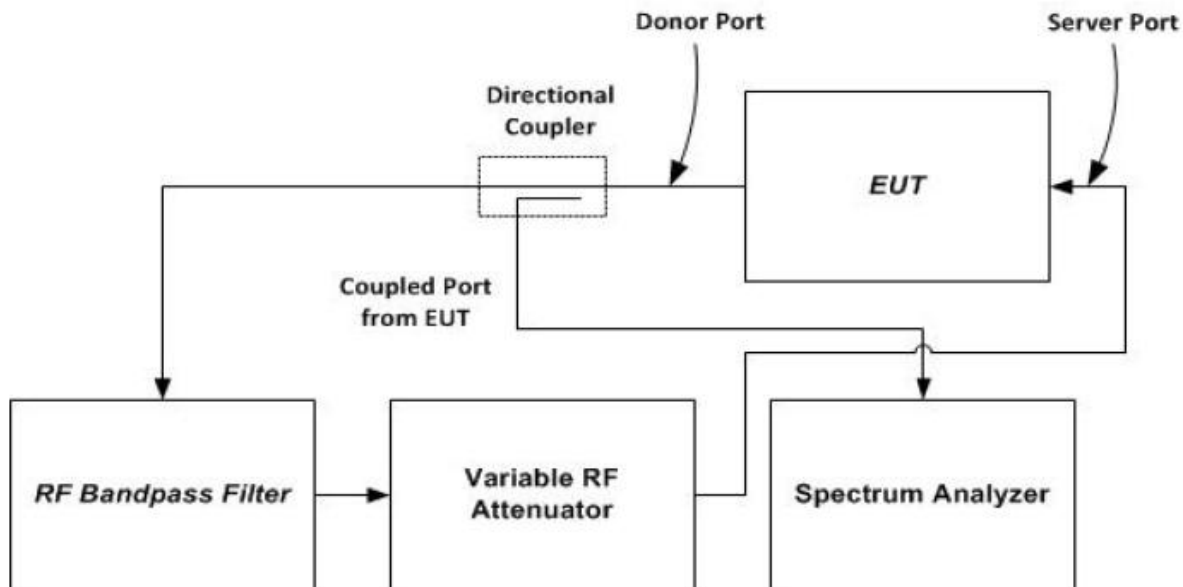 Donor Port
Server Port
Directional
Coupler
EUT
Coupled Port
from EUT
RF Bandpass Filter
Variable RF
Attenuator
Spectrum Analyzer